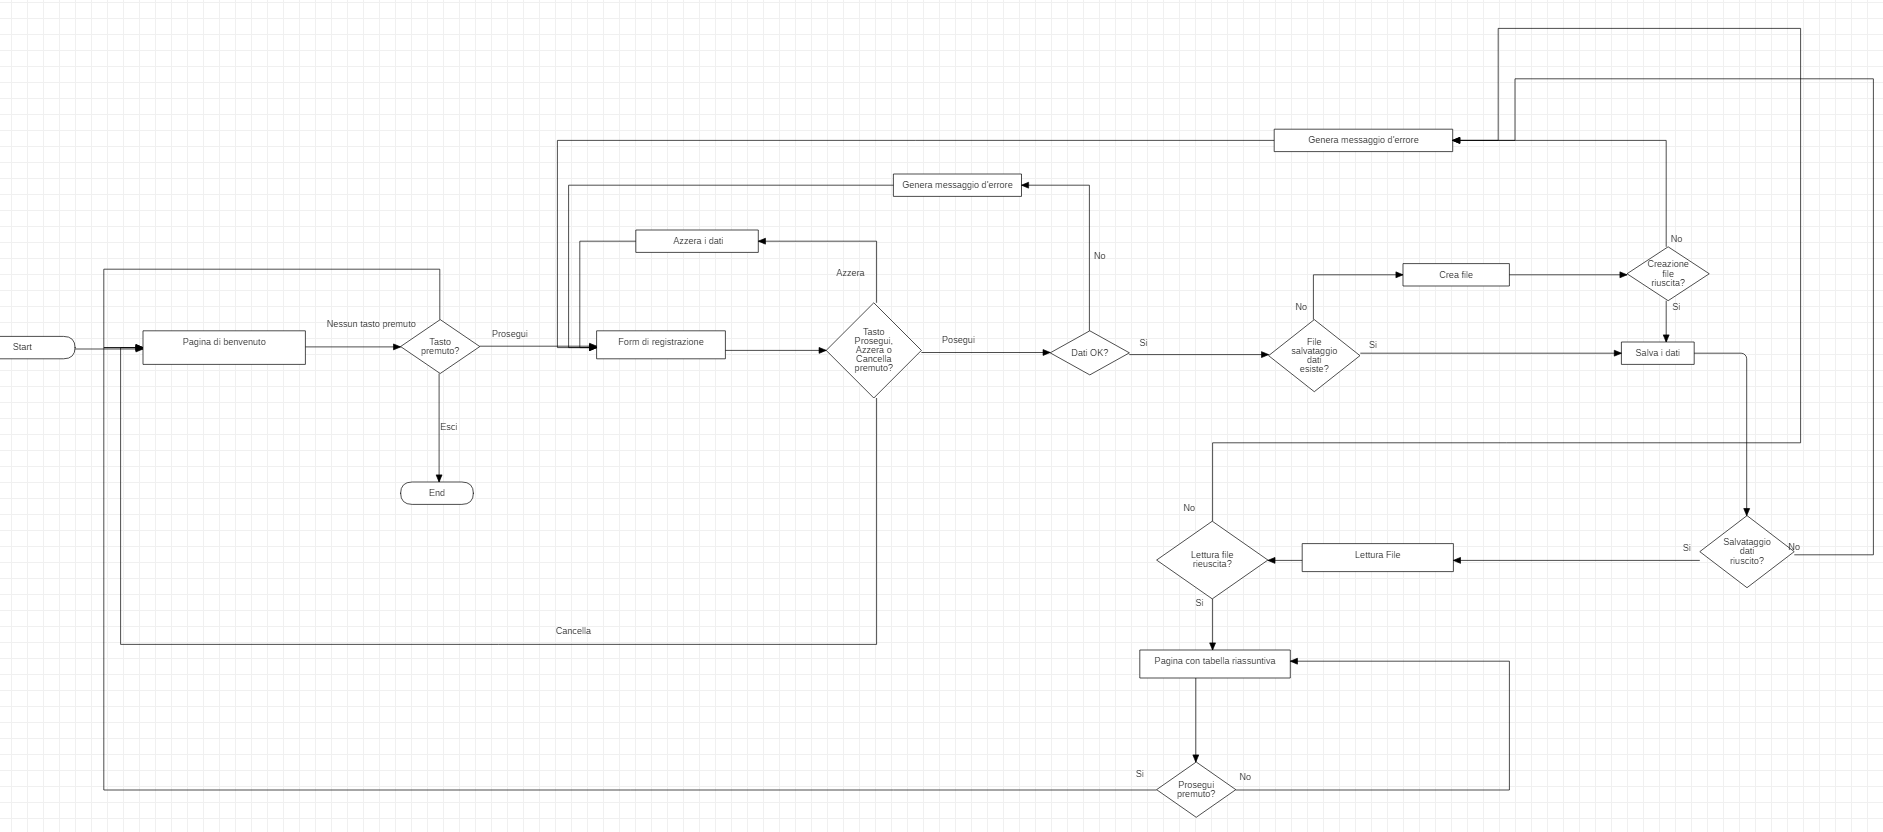 Genera messaggio d'errore
Genera messaggio d'errore
Azzera i dati
Azzera
No
No
Creazione
file
riuscita?
Crea file
No
Si
Start
Pagina di benvenuto
Nessun tasto premuto
Tasto
premuto?
Prosegui
Form di registrazione
Tasto
Prosegui,
Azzera o
Cancella
premuto?
Posegui
Dati OK?
Si
File
salvataggio
dati
esiste?
Si
Salva i dati
Esci
End
No
Lettura file
rieuscita?
Lettura File
Si
Salvataggio
dati
riuscito?
No
Si
Cancella
Pagina con tabella riassuntiva
Si
Prosegui
premuto?
No